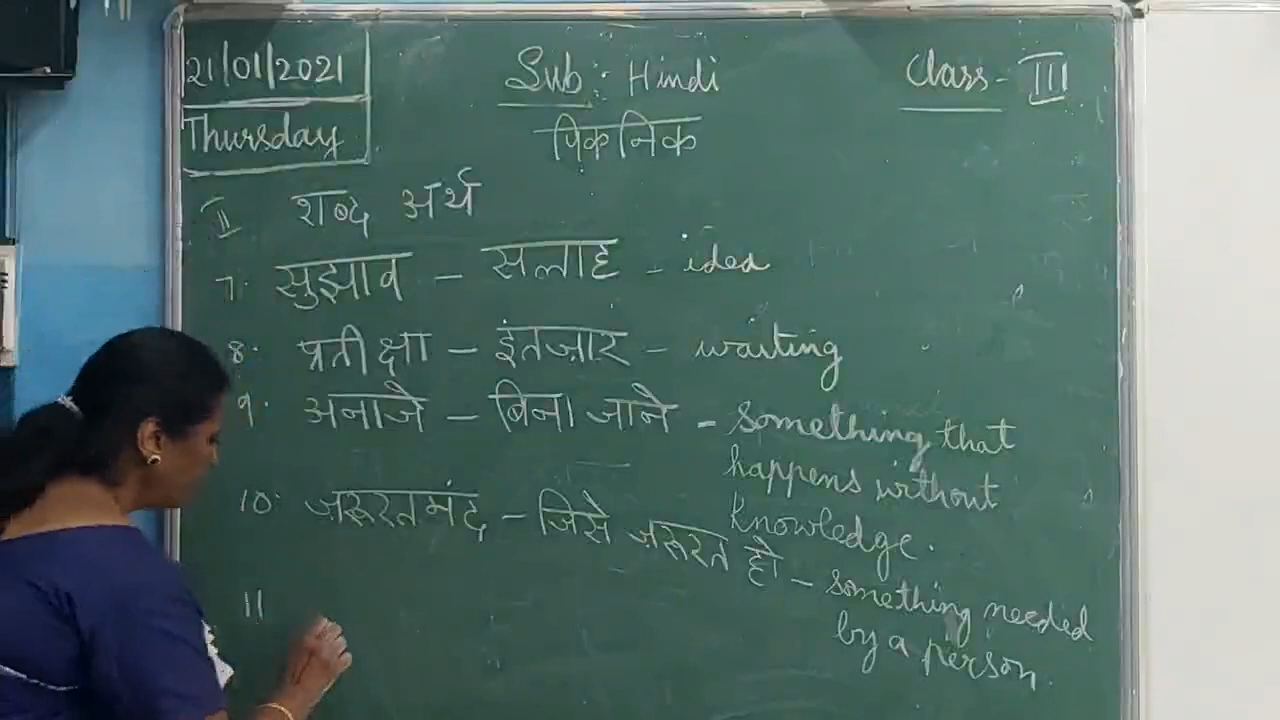 21/01/2021
Thursday
Sub: Hindi
Class- III
पिकनिक
II शब्द अर्थ
7. सुझाव - सलाह - idea
8. प्रतीक्षा - इंतज़ार - waiting
9. अनाजे - बिना जाने - something that
happens without
knowledge.
10. ज़रूरतमंद - जिसे ज़रूरत हो - something needed
by a person.
11